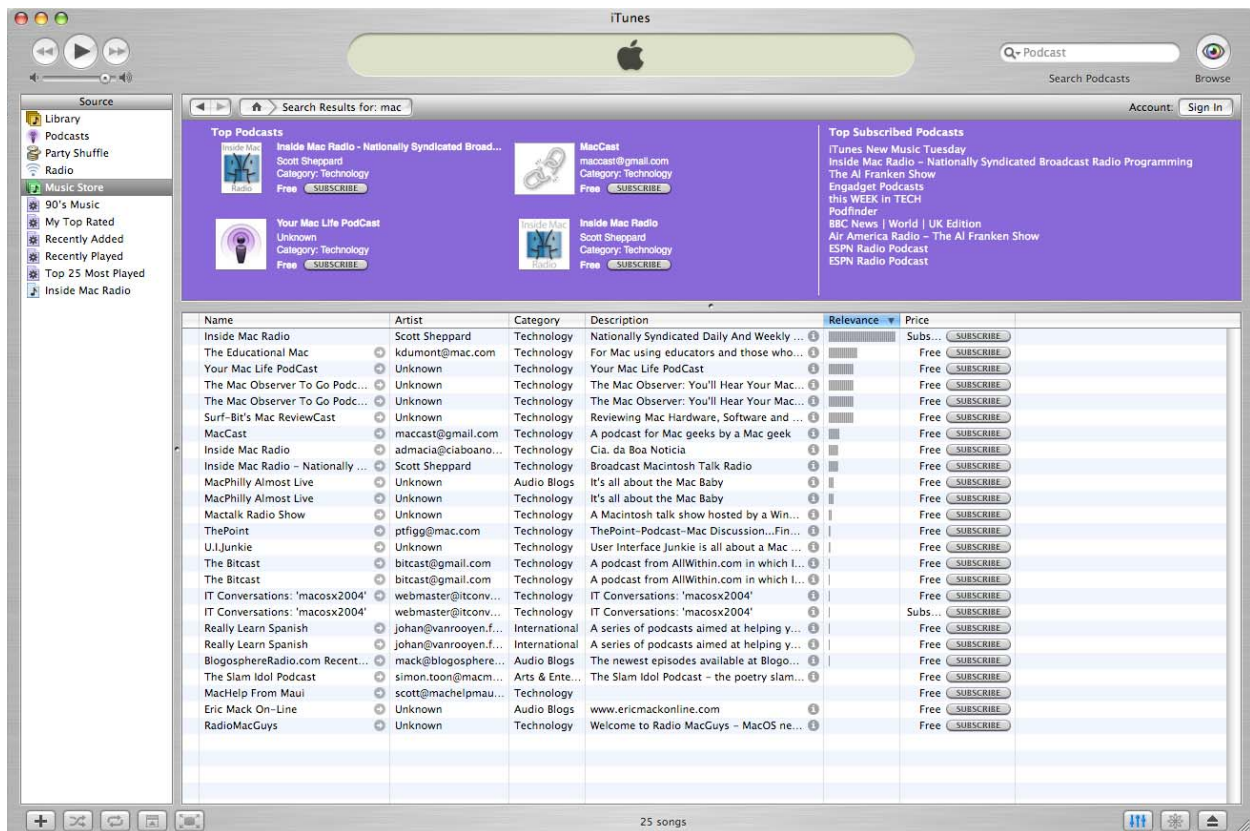 iTunes
Podcast
Search Podcasts
Browse
Source
Library
Podcasts
Party Shuffle
Radio
Music Store
90's Music
My Top Rated
Recently Added
Recently Played
Top 25 Most Played
Inside Mac Radio
Search Results for: mac
Account: Sign In
Top Podcasts
Inside Mac Radio
Inside Mac Radio - Nationally Syndicated Broad...
Scott Sheppard
Category: Technology
Free SUBSCRIBE
MacCast
maccast@gmail.com
Category: Technology
Free SUBSCRIBE
Your Mac Life PodCast
Unknown
Category: Technology
Free SUBSCRIBE
Inside Mac Radio
Inside Mac Radio
Scott Sheppard
Category: Technology
Free SUBSCRIBE
Top Subscribed Podcasts
iTunes New Music Tuesday
Inside Mac Radio – Nationally Syndicated Broadcast Radio Programming
The Al Franken Show
Engadget Podcasts
this WEEK in TECH
Podfinder
BBC News | World | UK Edition
Air America Radio – The Al Franken Show
ESPN Radio Podcast
ESPN Radio Podcast
Name Artist Category Description Relevance Price
Inside Mac Radio Scott Sheppard Technology Nationally Syndicated Daily And Weekly ... Subs... SUBSCRIBE
The Educational Mac kdumont@mac.com Technology For Mac using educators and those who... Free SUBSCRIBE
Your Mac Life PodCast Unknown Technology Your Mac Life PodCast Free SUBSCRIBE
The Mac Observer To Go Podc... Unknown Technology The Mac Observer: You'll Hear Your Mac... Free SUBSCRIBE
The Mac Observer To Go Podc... Unknown Technology The Mac Observer: You'll Hear Your Mac... Free SUBSCRIBE
Surf-Bit's Mac ReviewCast Unknown Technology Reviewing Mac Hardware, Software and ... Free SUBSCRIBE
MacCast maccast@gmail.com Technology A podcast for Mac geeks by a Mac geek Free SUBSCRIBE
Inside Mac Radio admacia@ciaboano... Technology Cia. da Boa Noticia Free SUBSCRIBE
Inside Mac Radio – Nationally ... Scott Sheppard Technology Broadcast Macintosh Talk Radio Free SUBSCRIBE
MacPhilly Almost Live Unknown Audio Blogs It's all about the Mac Baby Free SUBSCRIBE
MacPhilly Almost Live Unknown Technology It's all about the Mac Baby Free SUBSCRIBE
Mactalk Radio Show Unknown Technology A Macintosh talk show hosted by a Win... Free SUBSCRIBE
ThePoint ptfigg@mac.com Technology ThePoint-Podcast-Mac Discussion...Fin... Free SUBSCRIBE
U.I.Junkie Unknown Technology User Interface Junkie is all about a Mac ... Free SUBSCRIBE
The Bitcast bitcast@gmail.com Technology A podcast from AllWithin.com in which I... Free SUBSCRIBE
The Bitcast bitcast@gmail.com Technology A podcast from AllWithin.com in which I... Free SUBSCRIBE
IT Conversations: 'macosx2004' webmaster@itconv... Technology IT Conversations: 'macosx2004' Free SUBSCRIBE
IT Conversations: 'macosx2004' webmaster@itconv... Technology IT Conversations: 'macosx2004' Subs... SUBSCRIBE
Really Learn Spanish johan@vanrooyen.f... International A series of podcasts aimed at helping y... Free SUBSCRIBE
Really Learn Spanish johan@vanrooyen.f... International A series of podcasts aimed at helping y... Free SUBSCRIBE
BlogosphereRadio.com Recent... mack@blogosphere... Audio Blogs The newest episodes available at Blogo... Free SUBSCRIBE
The Slam Idol Podcast simon.toon@macm... Arts & Ente... The Slam Idol Podcast – the poetry slam... Free SUBSCRIBE
MacHelp From Maui scott@machelpmau... Technology Free SUBSCRIBE
Eric Mack On-Line Unknown Audio Blogs www.ericmackonline.com Free SUBSCRIBE
RadioMacGuys Unknown Technology Welcome to Radio MacGuys – MacOS ne... Free SUBSCRIBE
25 songs